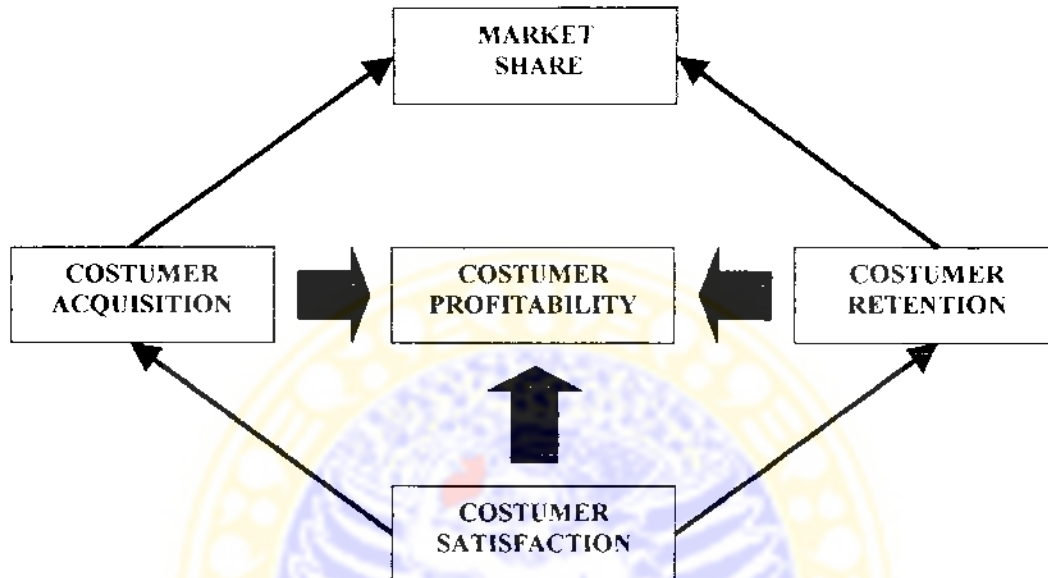 MARKET
SHARE
COSTUMER
ACQUISITION
COSTUMER
PROFITABILITY
COSTUMER
RETENTION
COSTUMER
SATISFACTION